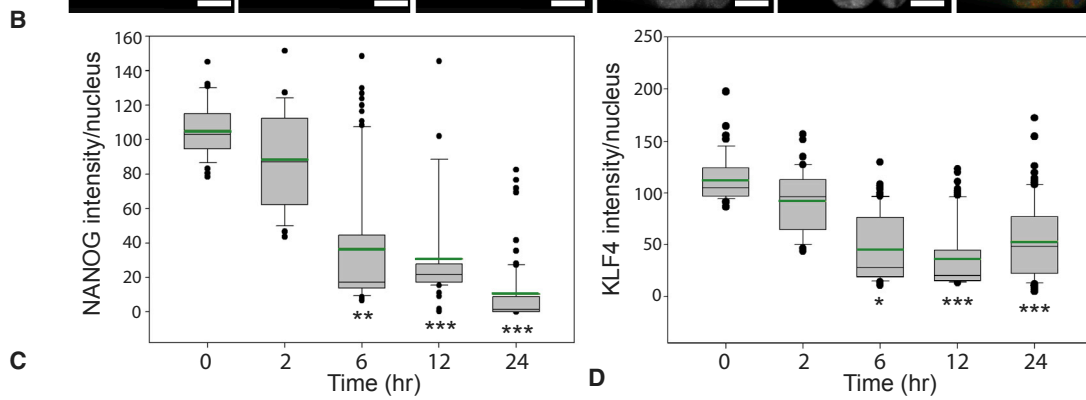 B
160
140
120
100
80
60
40
20
0
NANOG intensity/nucleus
** *** ***
0 2 6 12 24
Time (hr)
250
200
150
100
50
0
KLF4 intensity/nucleus
* *** ***
0 2 6 12 24
Time (hr)
C
D